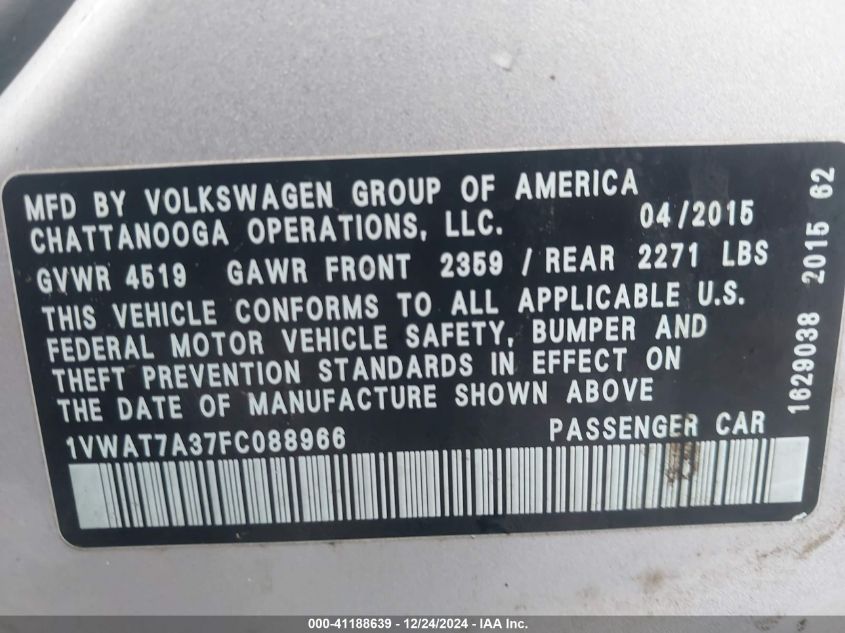 MFD BY VOLKSWAGEN GROUP OF AMERICA
CHATTANOOGA OPERATIONS, LLC. 04/2015
GVWR 4519 GAWR FRONT 2359 / REAR 2271 LBS
THIS VEHICLE CONFORMS TO ALL APPLICABLE U.S.
FEDERAL MOTOR VEHICLE SAFETY, BUMPER AND
THEFT PREVENTION STANDARDS IN EFFECT ON
THE DATE OF MANUFACTURE SHOWN ABOVE
1VWAT7A37FC088966 PASSENGER CAR
1629038 2015 62
000-41188639 - 12/24/2024 - IAA Inc.